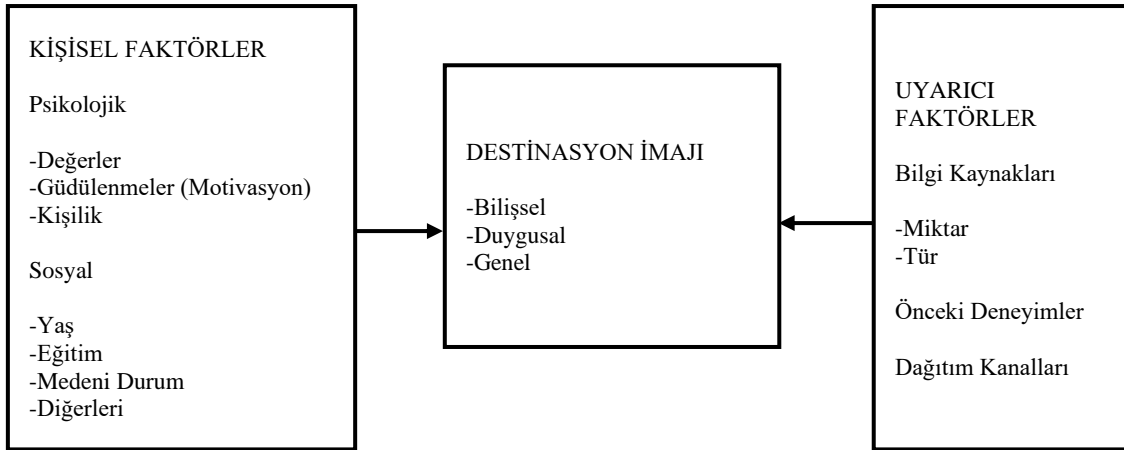 KİŞİSEL FAKTÖRLER
Psikolojik
-Değerler
-Güdülenmeler (Motivasyon)
-Kişilik
Sosyal
-Yaş
-Eğitim
-Medeni Durum
-Diğerleri
DESTİNASYON İMAJI
-Bilişsel
-Duygusal
-Genel
UYARICI
FAKTÖRLER
Bilgi Kaynakları
-Miktar
-Tür
Önceki Deneyimler
Dağıtım Kanalları